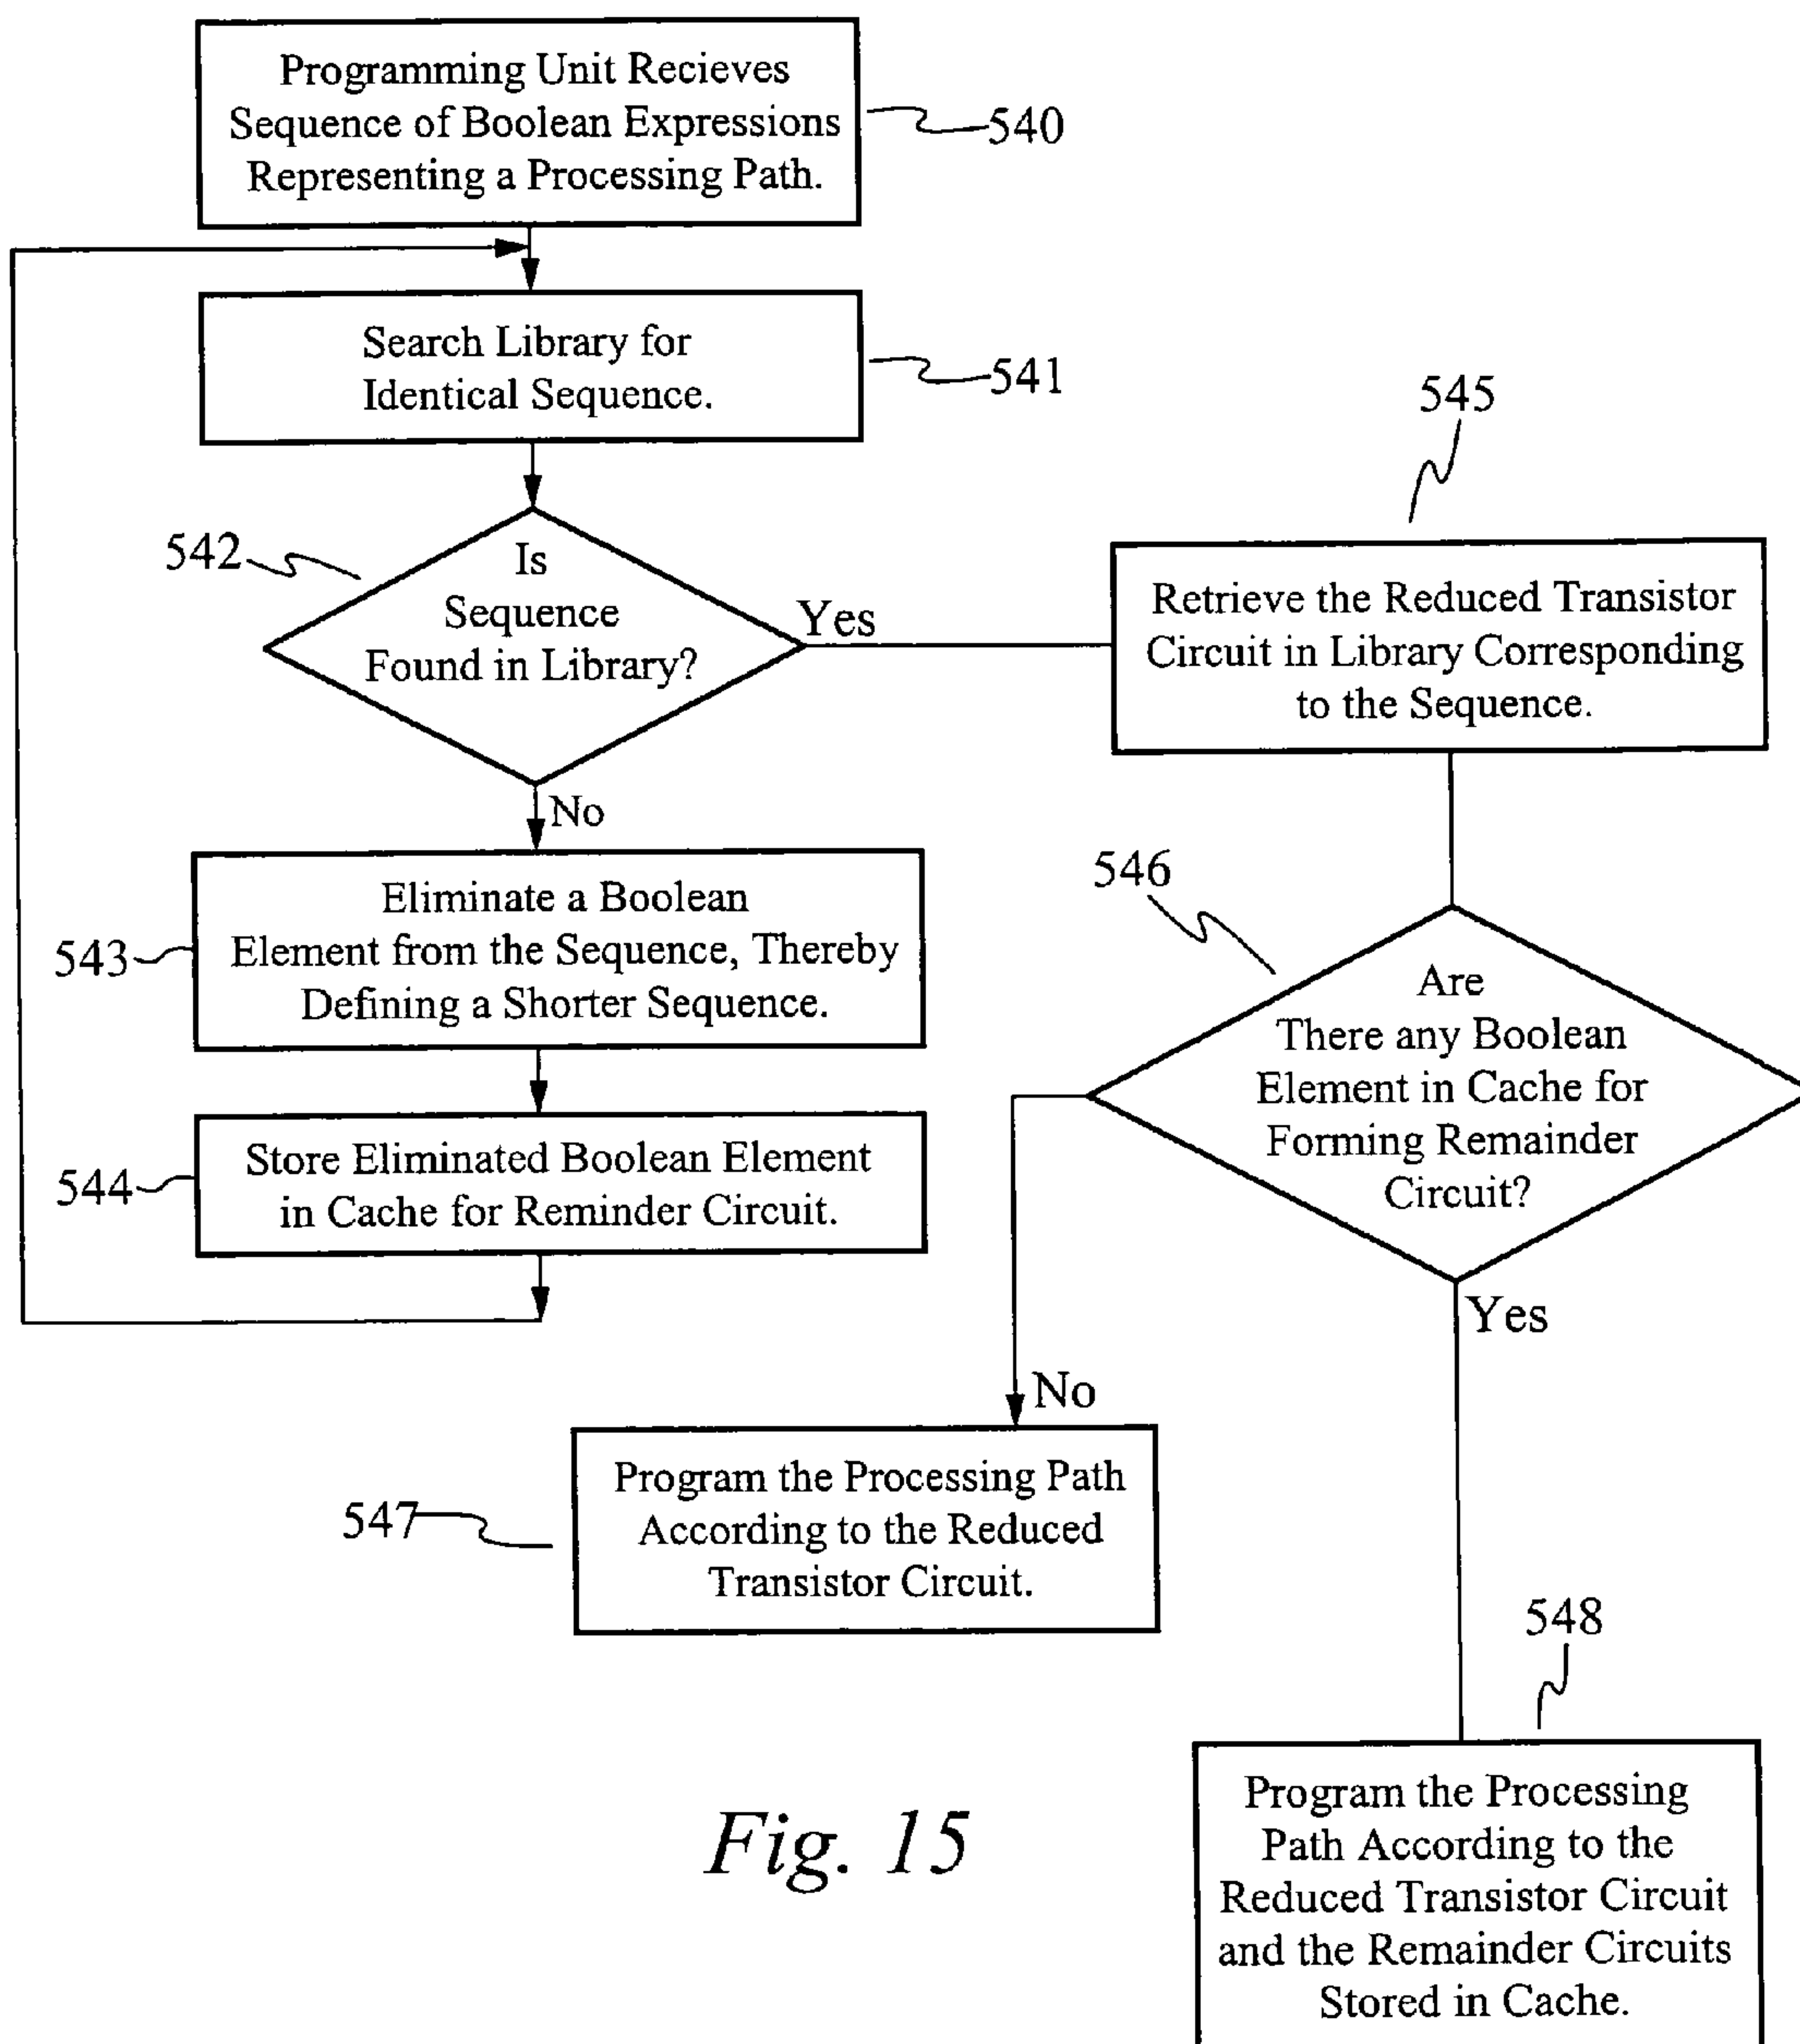 Programming Unit Recieves
Sequence of Boolean Expressions
Representing a Processing Path.
540
Search Library for
Identical Sequence.
541
542
Is
Sequence
Found in Library?
Yes
No
543
Eliminate a Boolean
Element from the Sequence, Thereby
Defining a Shorter Sequence.
544
Store Eliminated Boolean Element
in Cache for Reminder Circuit.
545
Retrieve the Reduced Transistor
Circuit in Library Corresponding
to the Sequence.
546
Are
There any Boolean
Element in Cache for
Forming Remainder
Circuit?
Yes
No
547
Program the Processing Path
According to the Reduced
Transistor Circuit.
548
Program the Processing
Path According to the
Reduced Transistor Circuit
and the Remainder Circuits
Stored in Cache.
Fig. 15